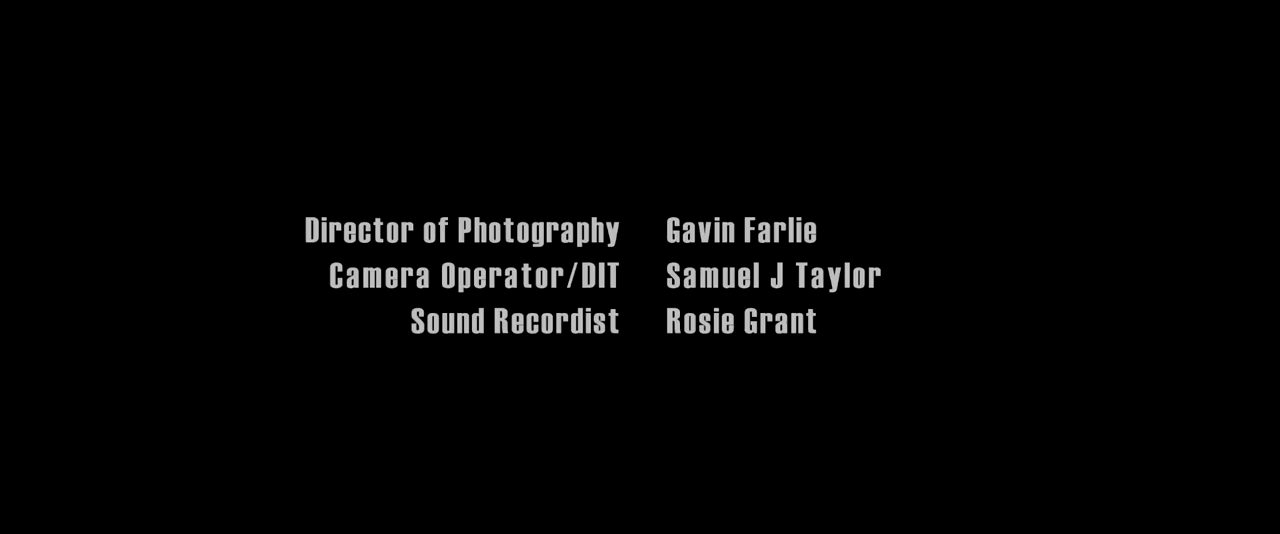 Director of Photography Gavin Farlie
Camera Operator/DIT Samuel J Taylor
Sound Recordist Rosie Grant